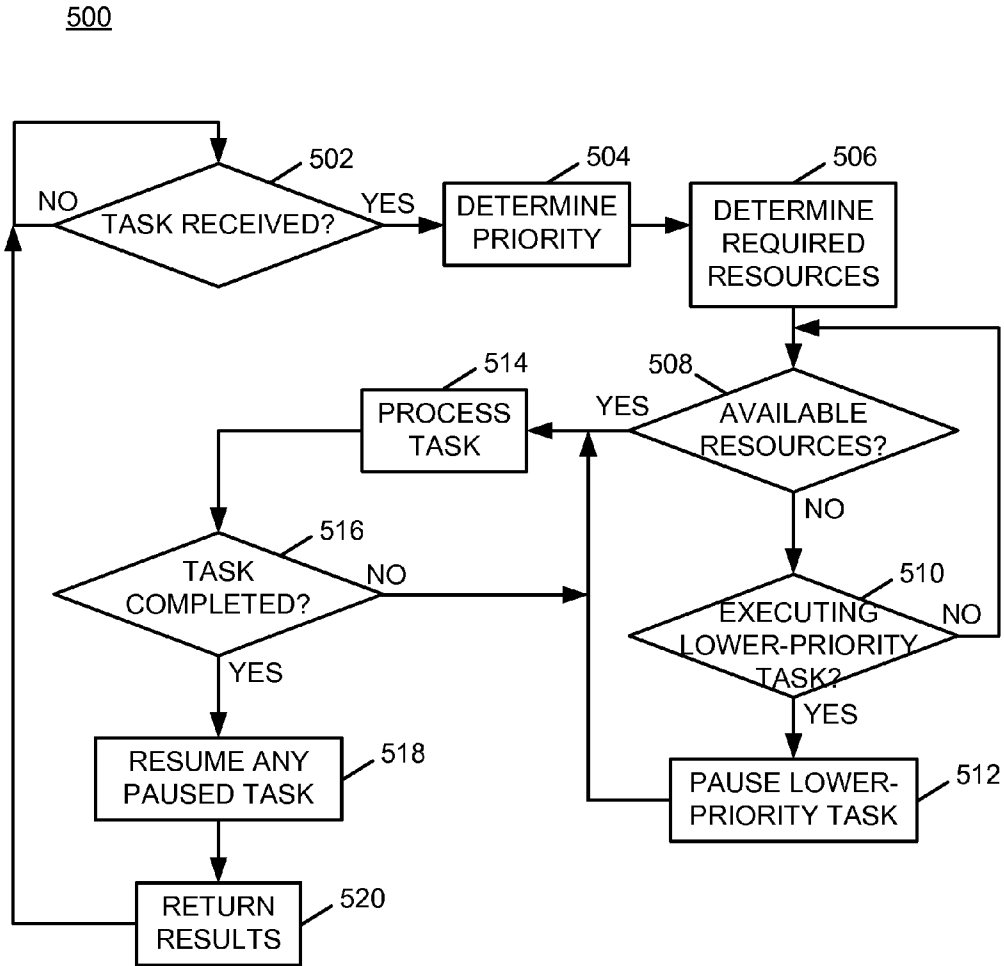 500
502
NO
TASK RECEIVED?
YES
504
DETERMINE
PRIORITY
506
DETERMINE
REQUIRED
RESOURCES
508
AVAILABLE
RESOURCES?
YES
NO
514
PROCESS
TASK
516
TASK
COMPLETED?
NO
YES
510
EXECUTING
LOWER-PRIORITY
TASK?
NO
YES
512
PAUSE LOWER-
PRIORITY TASK
518
RESUME ANY
PAUSED TASK
520
RETURN
RESULTS